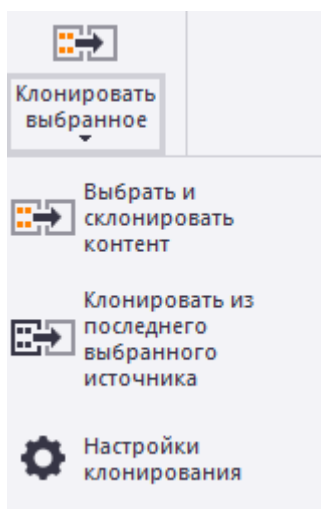 Клонировать
выбранное
Выбрать и
склонировать
контент
Клонировать из
последнего
выбранного
источника
Настройки
клонирования